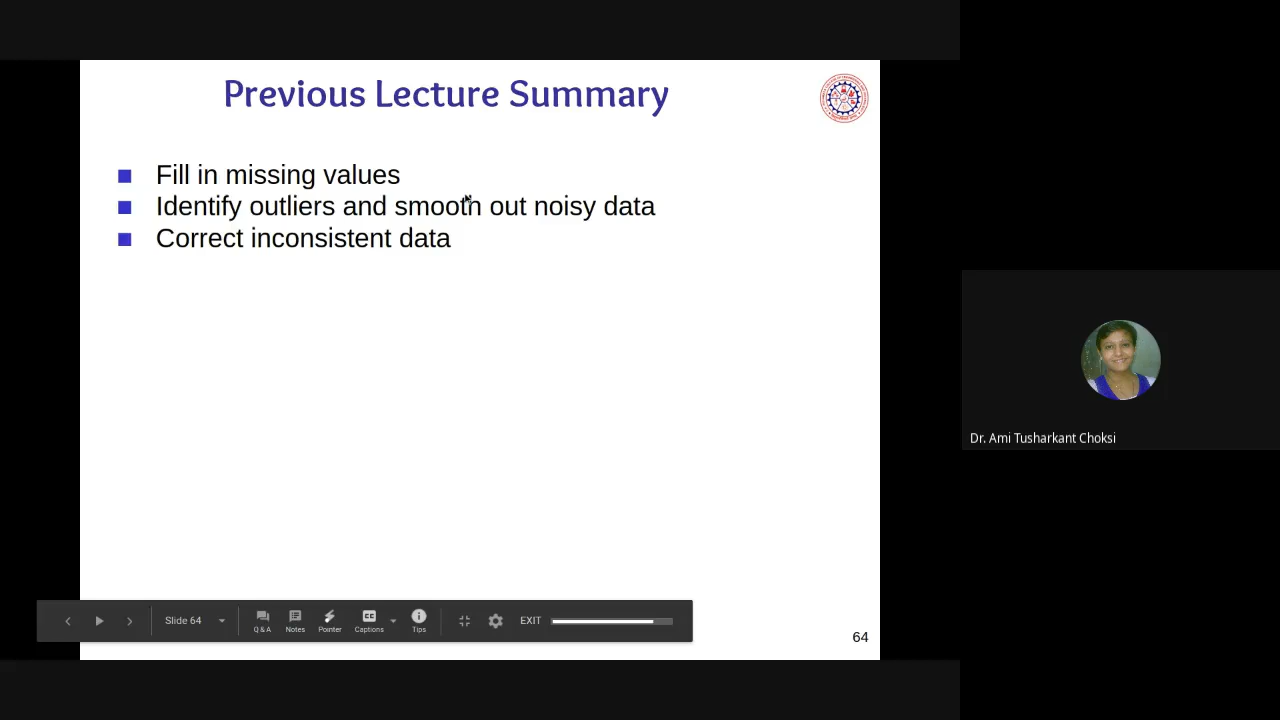 Previous Lecture Summary
Fill in missing values
Identify outliers and smooth out noisy data
Correct inconsistent data
Dr. Ami Tusharkant Choksi
Slide 64
Q & A
Notes
Pointer
Captions
Tips
EXIT
64